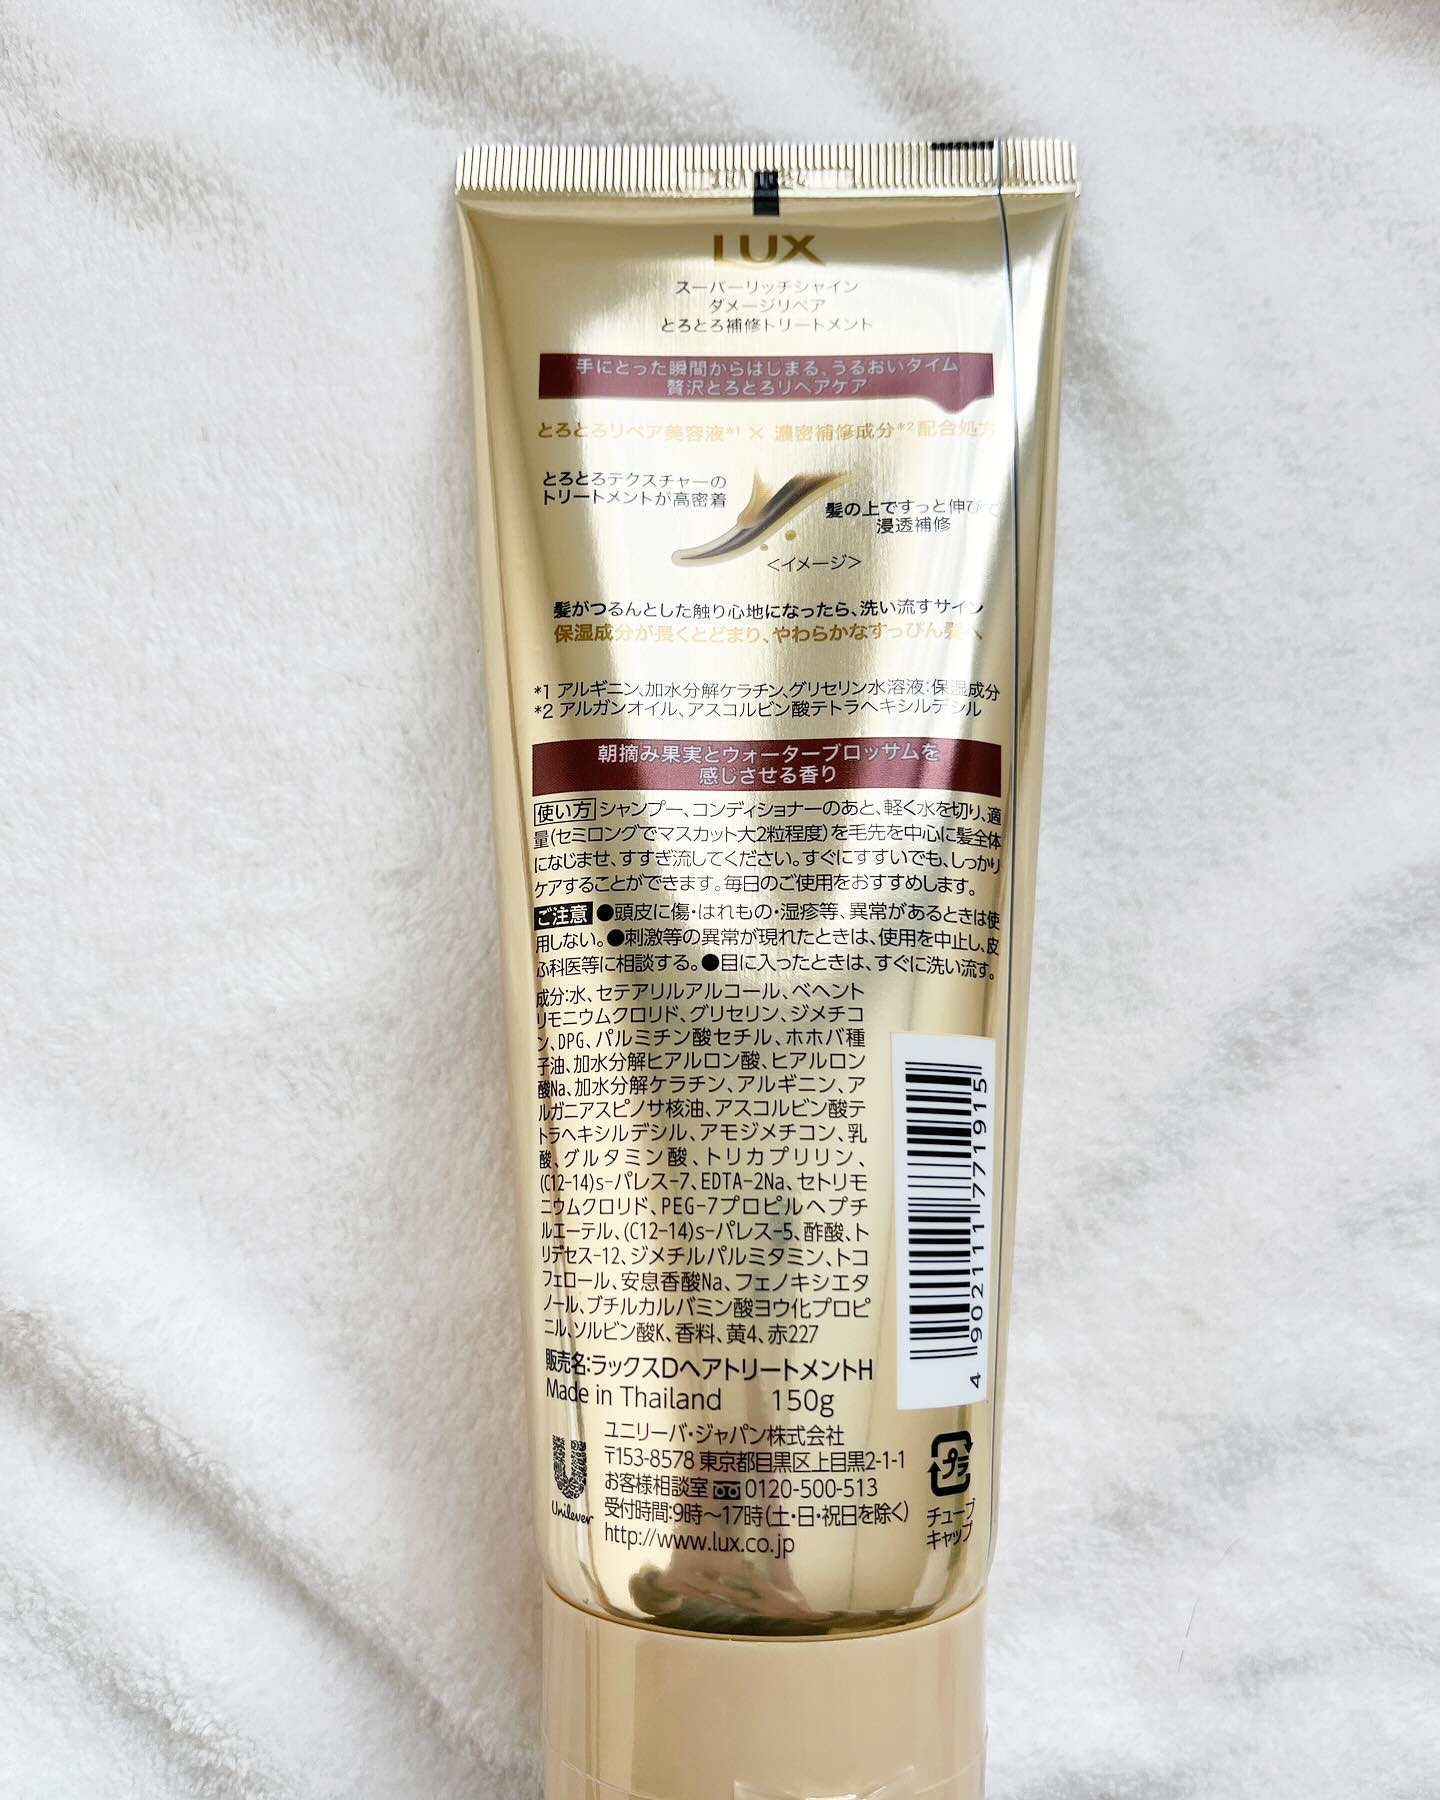 LUX
スーパーリッチシャイン
ダメージリペア
とろとろ補修トリートメント
手にとった瞬間からはじまる、うるおいタイム
贅沢とろとろリペアケア
とろとろリペア美容液*1 × 濃密補修成分*2配合処方
とろとろテクスチャーの
トリートメントが高密着
髪の上ですっと伸びて
浸透補修
<イメージ>
髪がつるんとした触り心地になったら、洗い流すサイン
保湿成分が長くとどまり、やわらかなすっぴん髪へ
*1 アルギニン、加水分解ケラチン、グリセリン水溶液:保湿成分
*2 アルガンオイル、アスコルビン酸テトラヘキシルデシル
朝摘み果実とウォーターブロッサムを
感じさせる香り
使い方 シャンプー、コンディショナーのあと、軽く水を切り、適
量(セミロングでマスカット大2粒程度)を毛先を中心に髪全体
になじませ、すすぎ流してください。すぐにすすいでも、しっかり
ケアすることができます。毎日のご使用をおすすめします。
ご注意 ●頭皮に傷・はれもの・湿疹等、異常があるときは使
用しない。●刺激等の異常が現れたときは、使用を中止し、皮
ふ科医等に相談する。●目に入ったときは、すぐに洗い流す。
成分:水、セテアリルアルコール、ベヘント
リモニウムクロリド、グリセリン、ジメチコ
ン、DPG、パルミチン酸セチル、ホホバ種
子油、加水分解ヒアルロン酸、ヒアルロン
酸Na、加水分解ケラチン、アルギニン、ア
ルガニアスピノサ核油、アスコルビン酸テ
トラヘキシルデシル、アモジメチコン、乳
酸、グルタミン酸、トリカプリリン、
(C12-14)s-パレス-7、EDTA-2Na、セトリモ
ニウムクロリド、PEG-7プロピルヘプチ
ルエーテル、(C12-14)s-パレス-5、酢酸、ト
リデセス-12、ジメチルパルミタミン、トコ
フェロール、安息香酸Na、フェノキシエタ
ノール、ブチルカルバミン酸ヨウ化プロピ
ニル、ソルビン酸K、香料、黄4、赤227
4 902111 771915
販売名:ラックスDヘアトリートメントH
Made in Thailand 150g
ユニリーバ・ジャパン株式会社
〒153-8578 東京都目黒区上目黒2-1-1
お客様相談室 0120-500-513
受付時間:9時～17時(土・日・祝日を除く)
http://www.lux.co.jp
Unilever
プラ
チューブ
キャップ